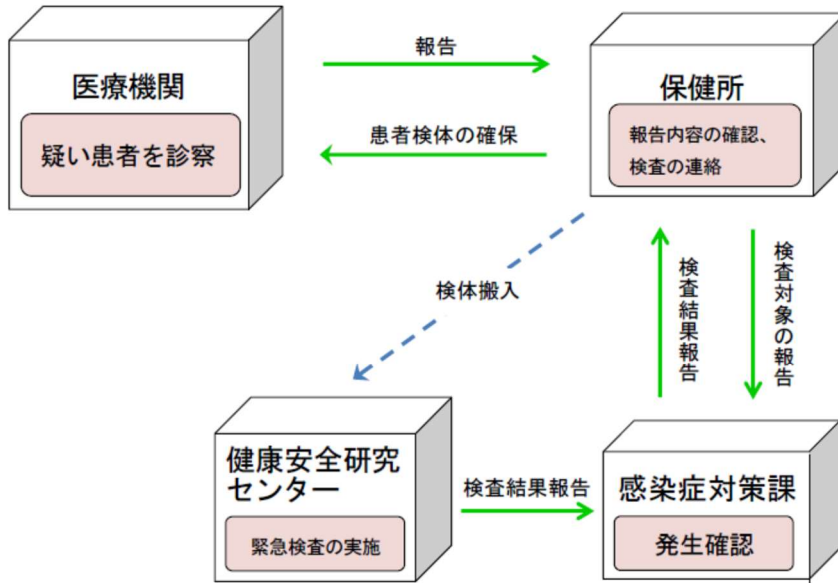 医療機関
疑い患者を診察
報告
患者検体の確保
保健所
報告内容の確認、
検査の連絡
検体搬入
検査結果報告
検査対象の報告
健康安全研究
センター
緊急検査の実施
検査結果報告
感染症対策課
発生確認